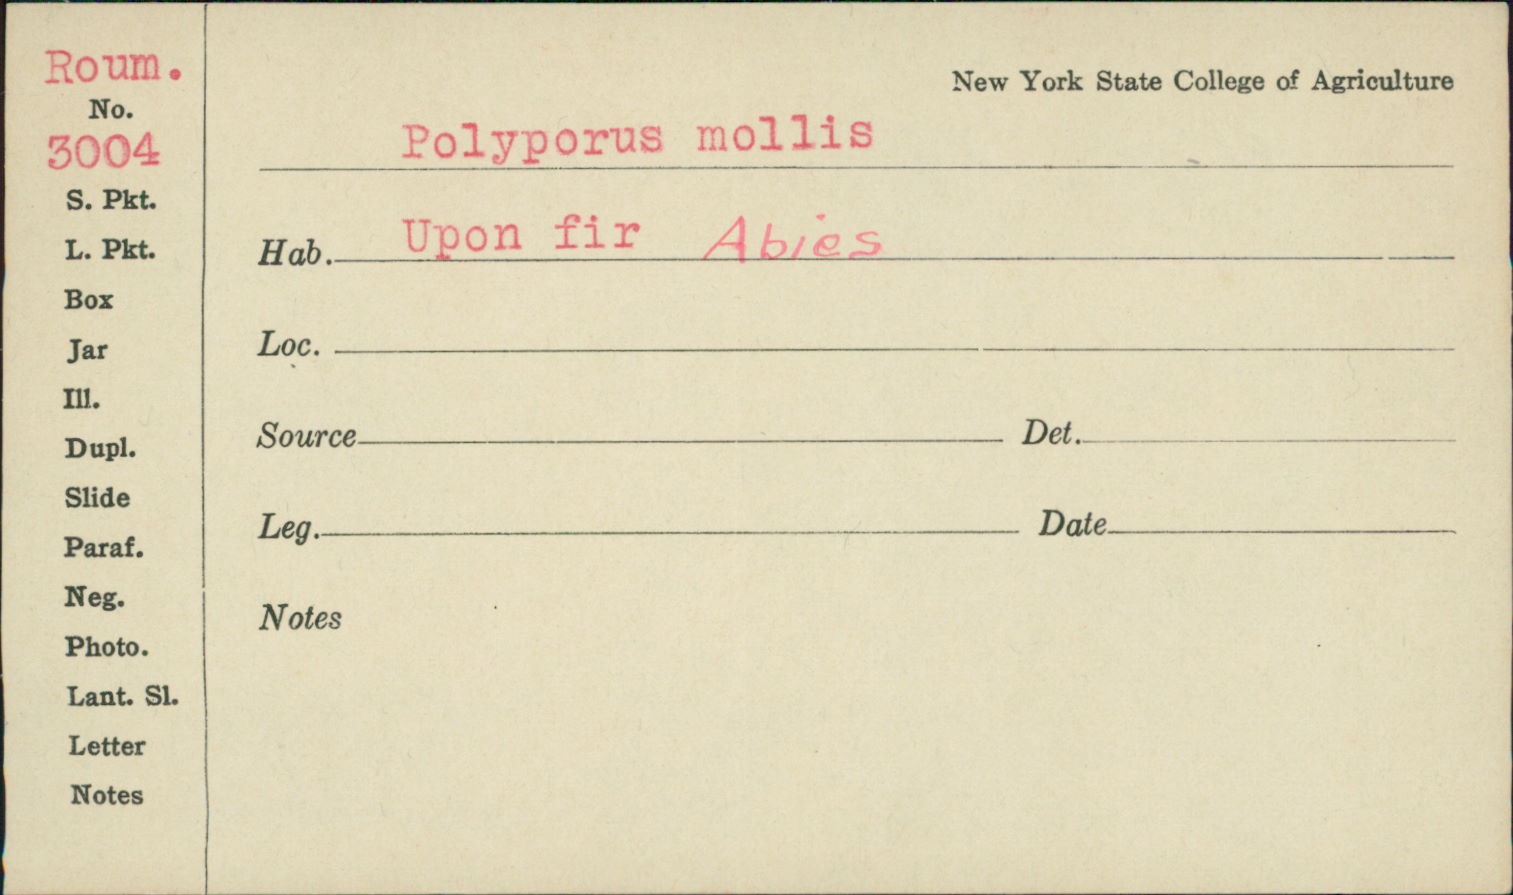 Roum.
No.
3004
S. Pkt.
L. Pkt.
Box
Jar
Ill.
Dupl.
Slide
Paraf.
Neg.
Photo.
Lant. Sl.
Letter
Notes
New York State College of Agriculture
Polyporus mollis
Hab. Upon fir Abies
Loc.
Source Det.
Leg. Date
Notes